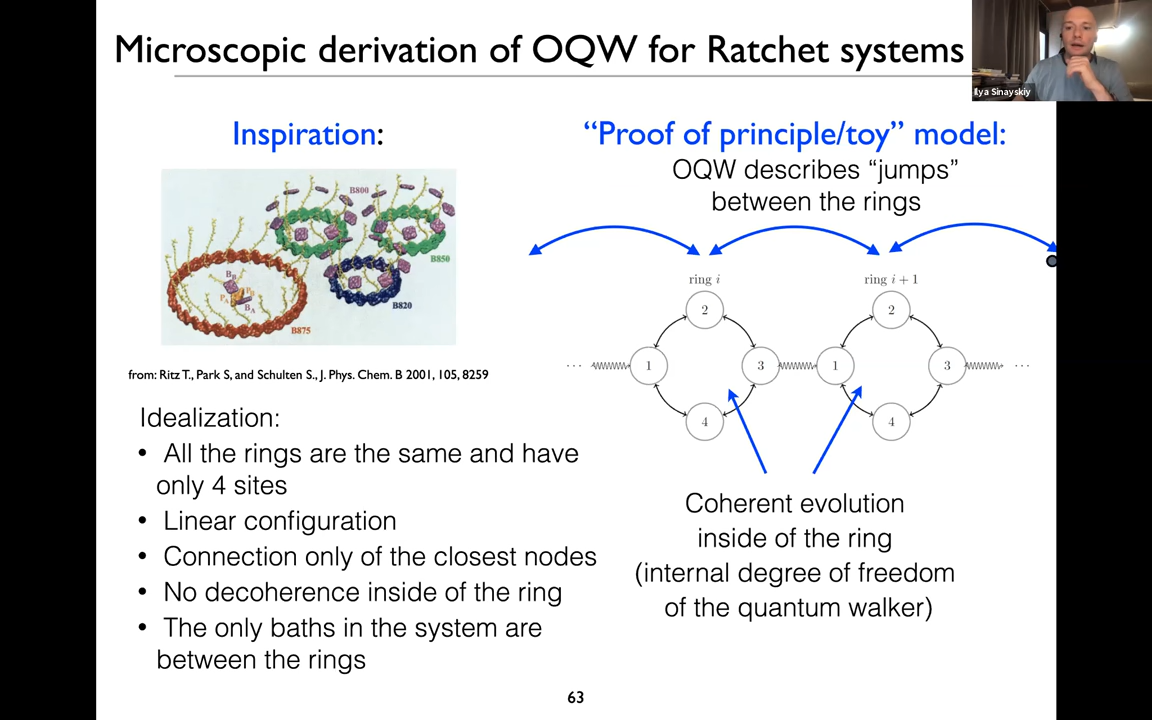 Microscopic derivation of OQW for Ratchet systems
Ilya Sinayskiy
Inspiration:
B800
B850
B820
B875
B_B
P_A
P_B
B_A
from: Ritz T., Park S, and Schulten S., J. Phys. Chem. B 2001, 105, 8259
Idealization:
• All the rings are the same and have
only 4 sites
• Linear configuration
• Connection only of the closest nodes
• No decoherence inside of the ring
• The only baths in the system are
between the rings
“Proof of principle/toy” model:
OQW describes “jumps”
between the rings
ring i
ring i + 1
2
2
··· 1 3 1 3 ···
4
4
Coherent evolution
inside of the ring
(internal degree of freedom
of the quantum walker)
63